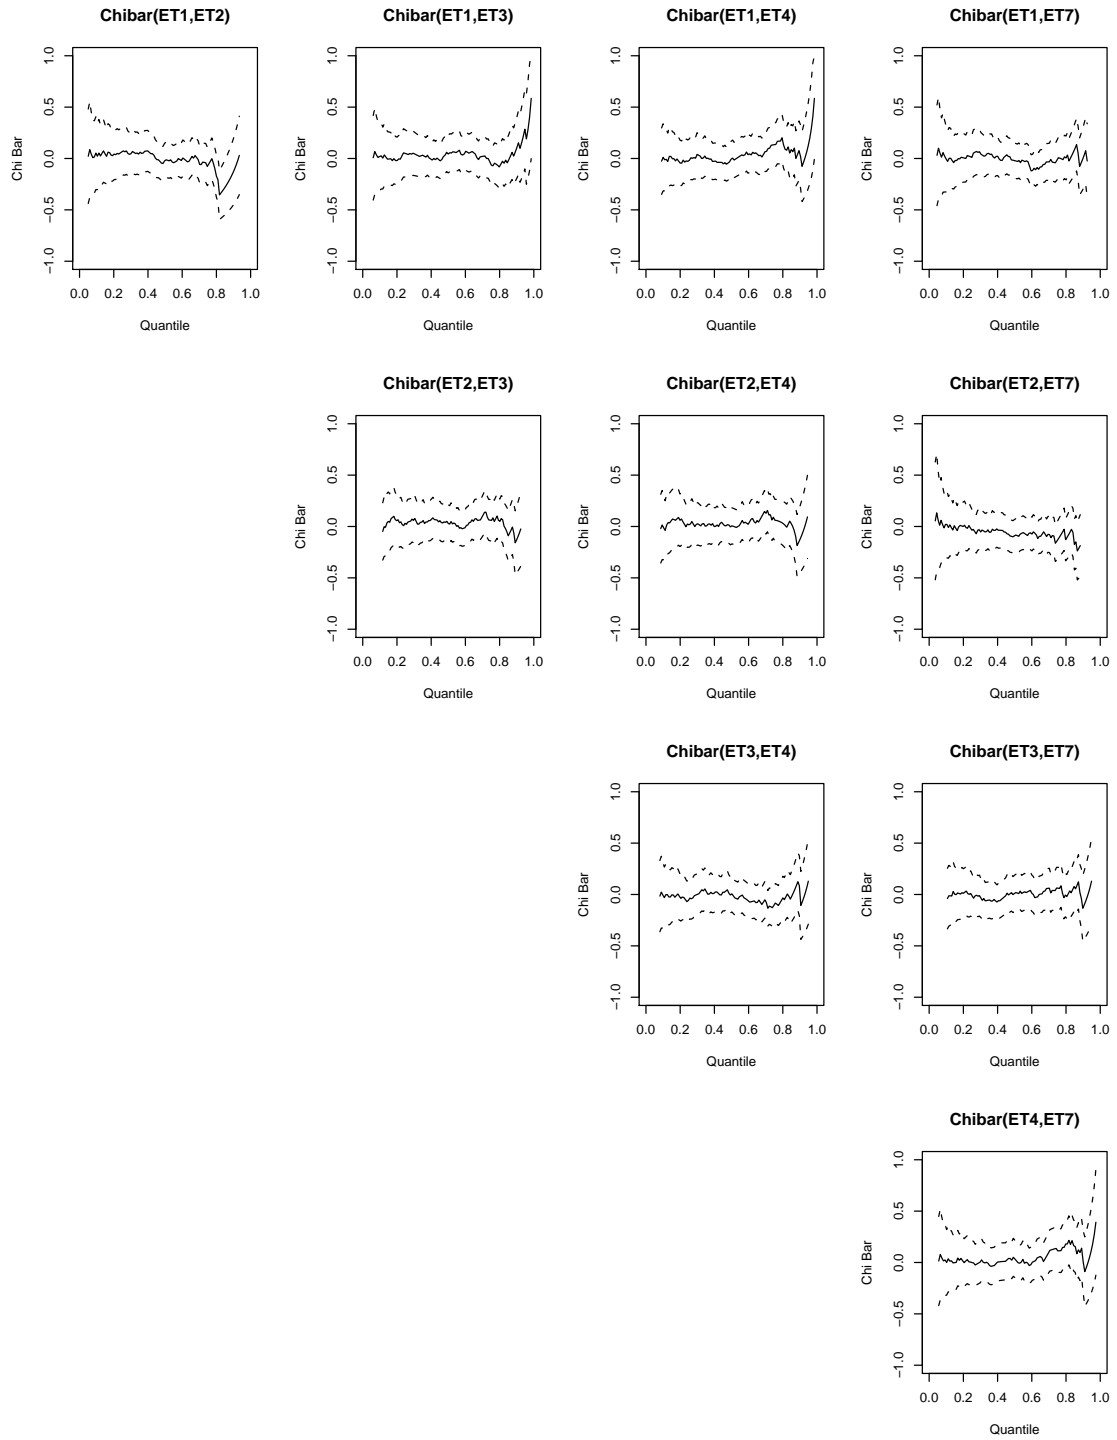 Chibar(ET1,ET2)
Chi Bar
1.0
0.5
0.0
−0.5
−1.0
0.0 0.2 0.4 0.6 0.8 1.0
Quantile
Chibar(ET1,ET3)
Chi Bar
1.0
0.5
0.0
−0.5
−1.0
0.0 0.2 0.4 0.6 0.8 1.0
Quantile
Chibar(ET1,ET4)
Chi Bar
1.0
0.5
0.0
−0.5
−1.0
0.0 0.2 0.4 0.6 0.8 1.0
Quantile
Chibar(ET1,ET7)
Chi Bar
1.0
0.5
0.0
−0.5
−1.0
0.0 0.2 0.4 0.6 0.8 1.0
Quantile
Chibar(ET2,ET3)
Chi Bar
1.0
0.5
0.0
−0.5
−1.0
0.0 0.2 0.4 0.6 0.8 1.0
Quantile
Chibar(ET2,ET4)
Chi Bar
1.0
0.5
0.0
−0.5
−1.0
0.0 0.2 0.4 0.6 0.8 1.0
Quantile
Chibar(ET2,ET7)
Chi Bar
1.0
0.5
0.0
−0.5
−1.0
0.0 0.2 0.4 0.6 0.8 1.0
Quantile
Chibar(ET3,ET4)
Chi Bar
1.0
0.5
0.0
−0.5
−1.0
0.0 0.2 0.4 0.6 0.8 1.0
Quantile
Chibar(ET3,ET7)
Chi Bar
1.0
0.5
0.0
−0.5
−1.0
0.0 0.2 0.4 0.6 0.8 1.0
Quantile
Chibar(ET4,ET7)
Chi Bar
1.0
0.5
0.0
−0.5
−1.0
0.0 0.2 0.4 0.6 0.8 1.0
Quantile